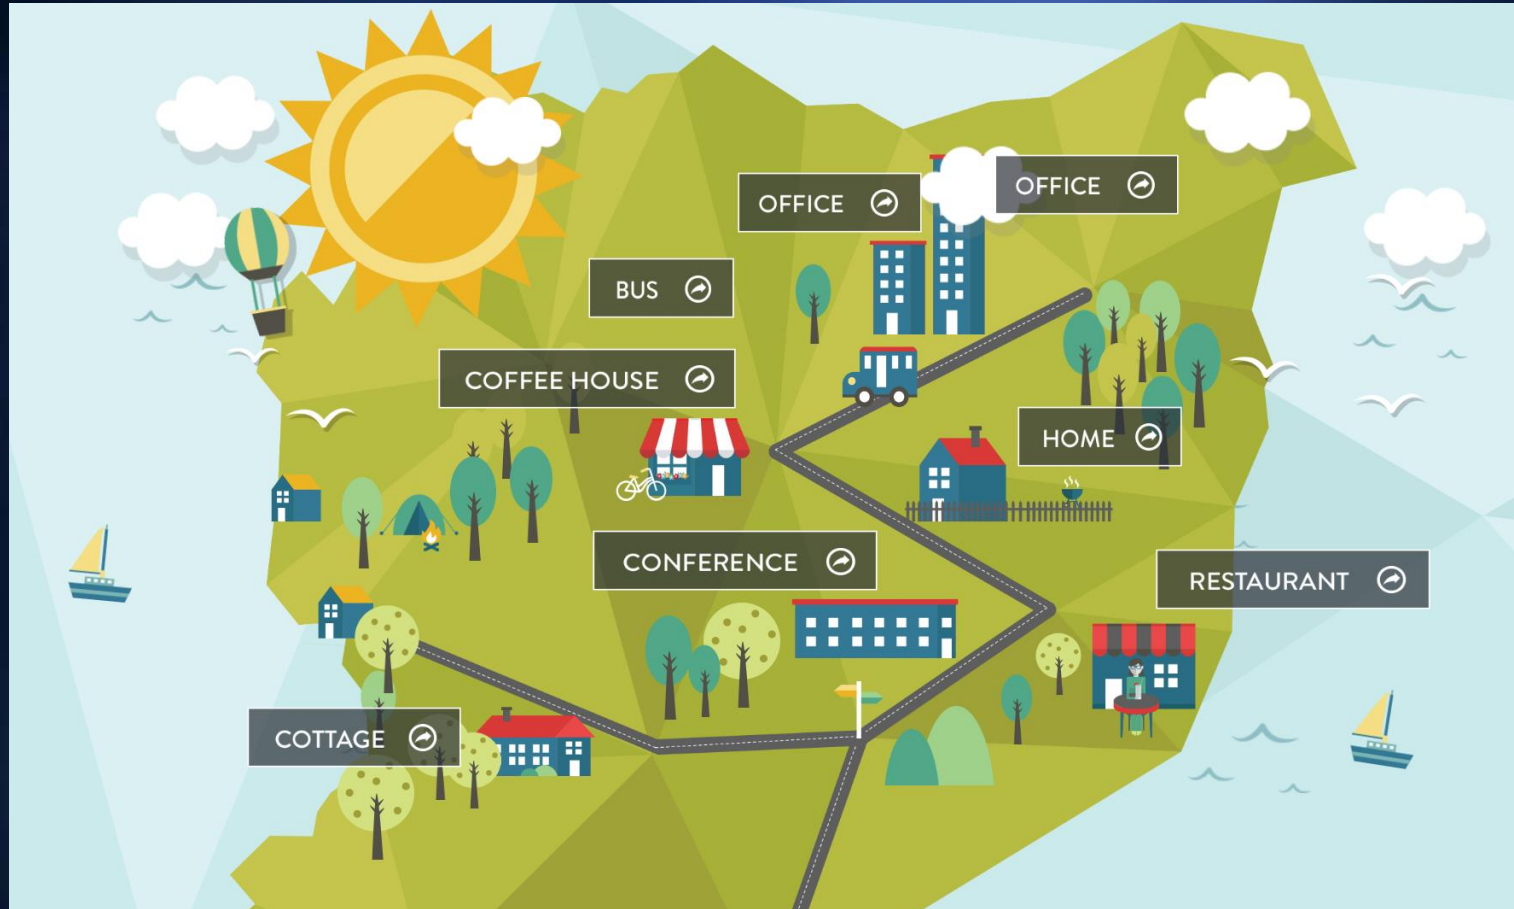 OFFICE
OFFICE
BUS
COFFEE HOUSE
HOME
CONFERENCE
RESTAURANT
COTTAGE